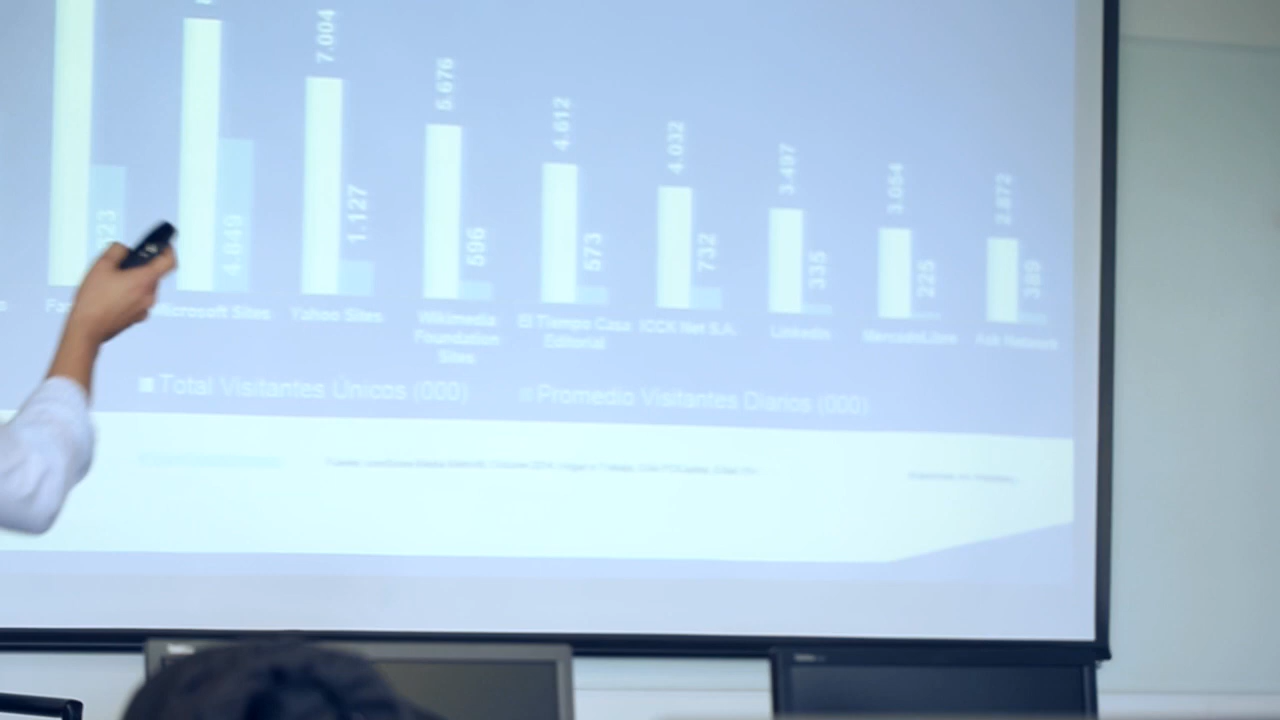 7.004
5.676
4.612
4.032
3.497
3.054
2.872
4.849
1.127
596
573
732
335
225
389
Microsoft Sites
Yahoo Sites
Wikimedia
Foundation
Sites
El Tiempo Casa
Editorial
ICCK Net S.A.
Linkedin
MercadoLibre
Ask Network
Total Visitantes Únicos (000)
Promedio Visitantes Diarios (000)